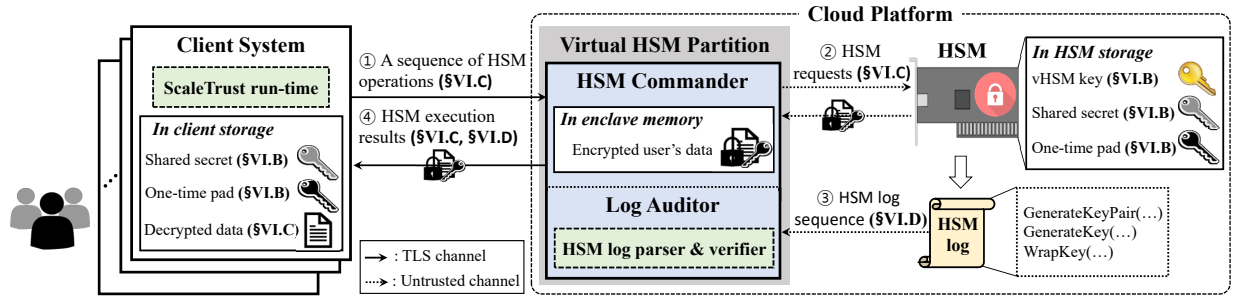 Cloud Platform
Client System
ScaleTrust run-time
In client storage
Shared secret (§VI.B)
One-time pad (§VI.B)
Decrypted data (§VI.C)
① A sequence of HSM
operations (§VI.C)
④ HSM execution
results (§VI.C, §VI.D)
: TLS channel
: Untrusted channel
Virtual HSM Partition
HSM Commander
In enclave memory
Encrypted user's data
Log Auditor
HSM log parser & verifier
② HSM
requests (§VI.C)
③ HSM log
sequence (§VI.D)
HSM
In HSM storage
vHSM key (§VI.B)
Shared secret (§VI.B)
One-time pad (§VI.B)
HSM
log
GenerateKeyPair(…)
GenerateKey(…)
WrapKey(…)